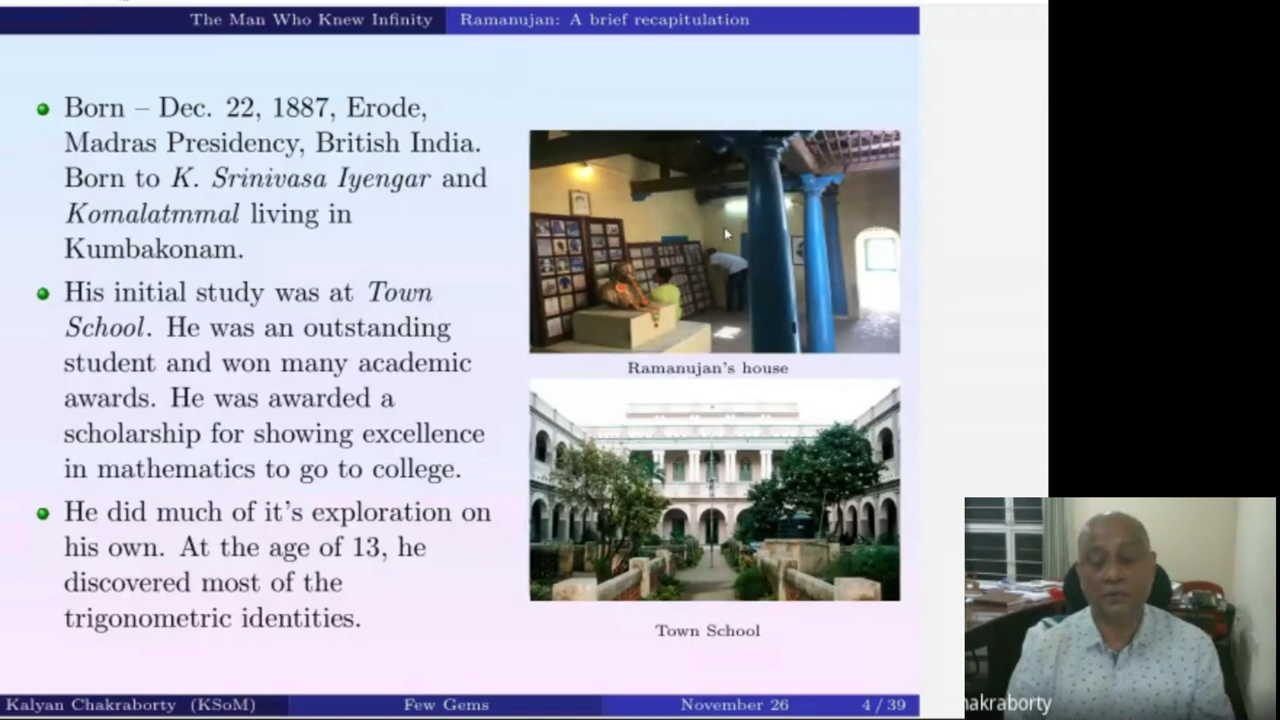 The Man Who Knew Infinity
Ramanujan: A brief recapitulation
Born – Dec. 22, 1887, Erode,
Madras Presidency, British India.
Born to K. Srinivasa Iyengar and
Komalatmmal living in
Kumbakonam.
His initial study was at Town
School. He was an outstanding
student and won many academic
awards. He was awarded a
scholarship for showing excellence
in mathematics to go to college.
He did much of it's exploration on
his own. At the age of 13, he
discovered most of the
trigonometric identities.
Ramanujan's house
Town School
Kalyan Chakraborty (KSoM)
Few Gems
November 26
4 / 39
hakraborty